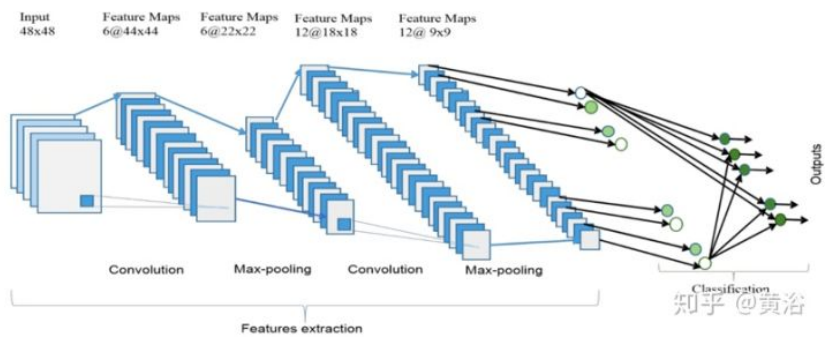 Input
48x48
Feature Maps
6@44x44
Feature Maps
6@22x22
Feature Maps
12@18x18
Feature Maps
12@ 9x9
Outputs
Convolution
Max-pooling
Convolution
Max-pooling
Classification
Features extraction
知乎 @黄浴